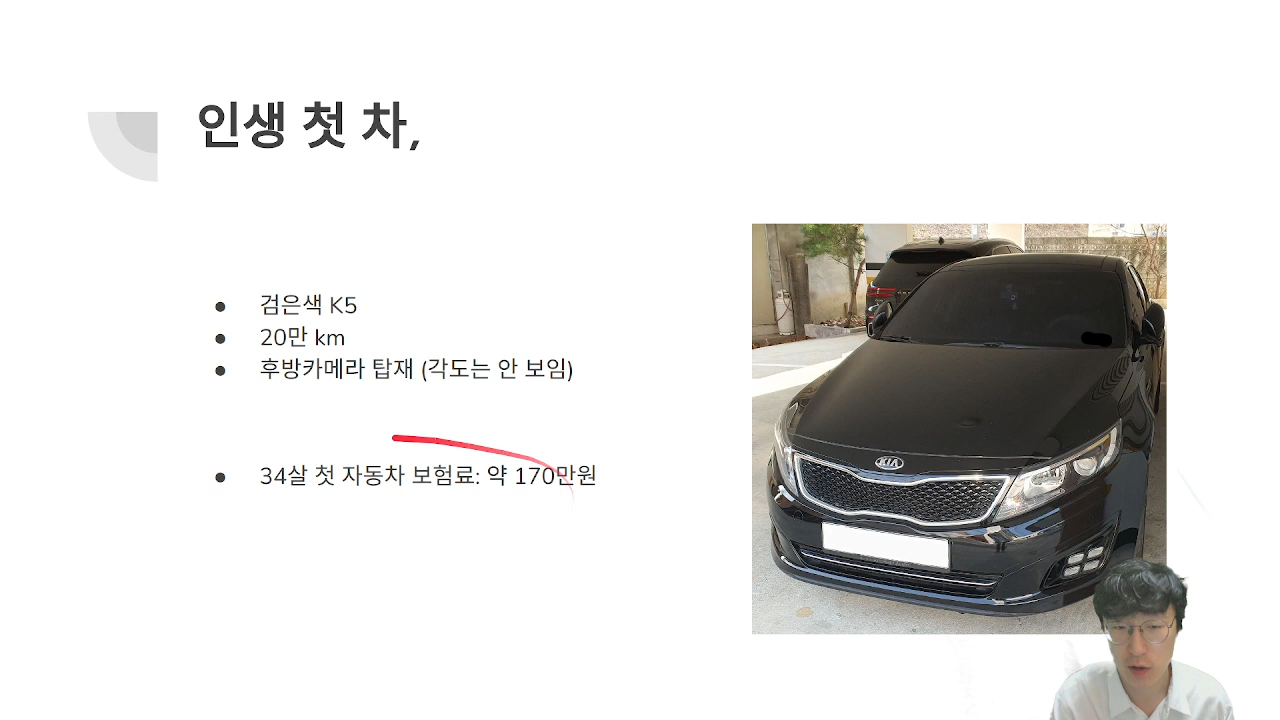 인생 첫 차,
● 검은색 K5
● 20만 km
● 후방카메라 탑재 (각도는 안 보임)
● 34살 첫 자동차 보험료: 약 170만원
KIA